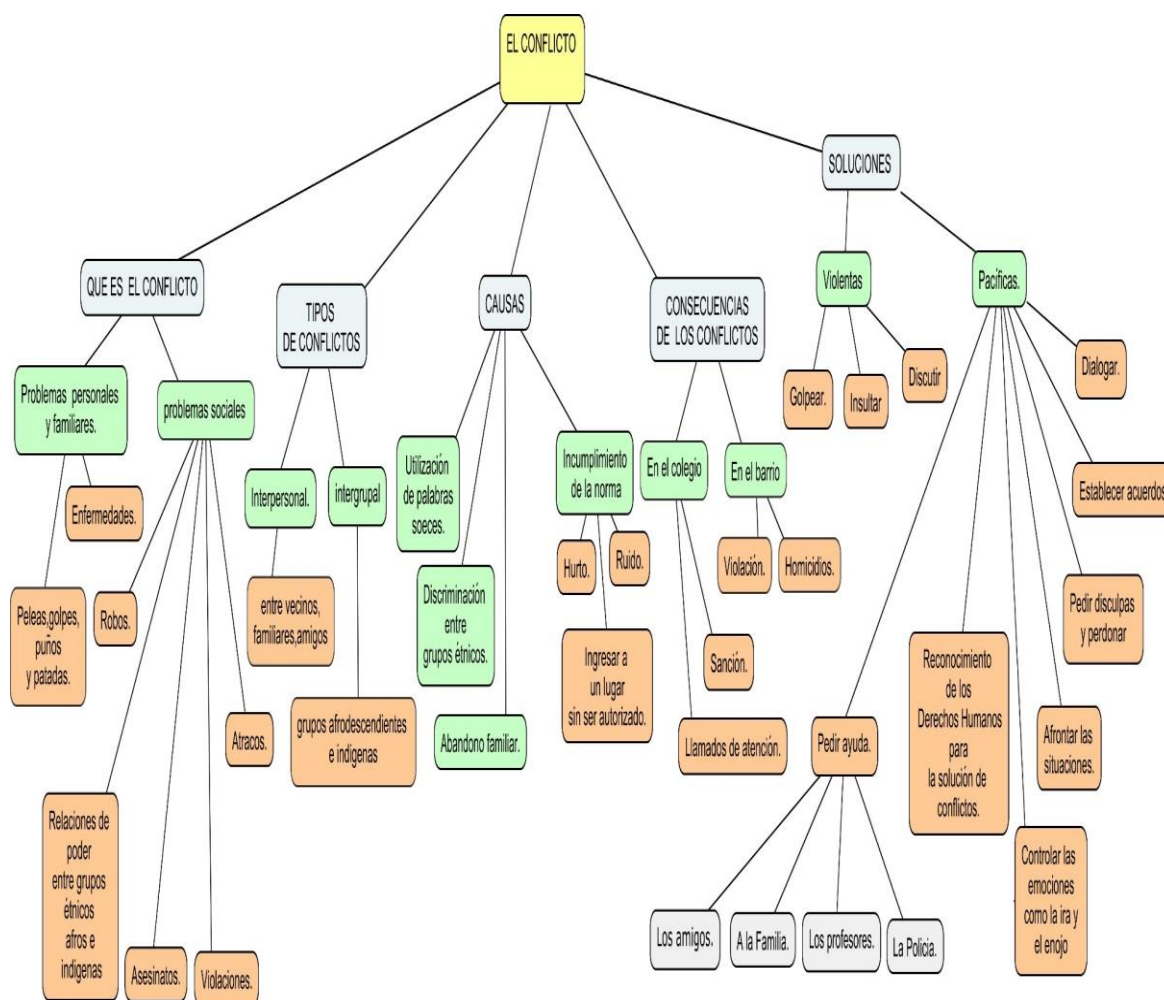 EL CONFLICTO
SOLUCIONES
QUE ES EL CONFLICTO
TIPOS
DE CONFLICTOS
CAUSAS
CONSECUENCIAS
DE LOS CONFLICTOS
Violentas
Pacíficas.
Golpear.
Insultar
Discutir
Dialogar.
Problemas personales
y familiares.
problemas sociales
Enfermedades.
Peleas,golpes,
puños
y patadas.
Robos.
Relaciones de
poder
entre grupos
étnicos
afros e
indigenas
Asesinatos.
Violaciones.
Atracos.
Interpersonal.
intergrupal
entre vecinos,
familiares,amigos
grupos afrodescendientes
e indigenas
Utilización
de palabras
soeces.
Discriminación
entre
grupos étnicos.
Abandono familiar.
Incumplimiento
de la norma
Hurto.
Ruido.
Ingresar a
un lugar
sin ser autorizado.
En el colegio
En el barrio
Violación.
Homicidios.
Sanción.
Llamados de atención.
Pedir ayuda.
Los amigos.
A la Familia.
Los profesores.
La Policia.
Reconocimiento
de los
Derechos Humanos
para
la solución de
conflictos.
Controlar las
emociones
como la ira y
el enojo
Afrontar las
situaciones.
Pedir disculpas
y perdonar
Establecer acuerdos